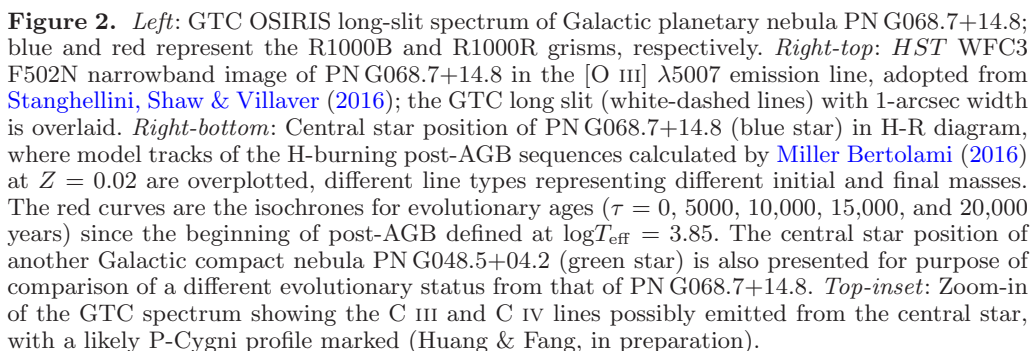 Figure 2. Left: GTC OSIRIS long-slit spectrum of Galactic planetary nebula PN G068.7+14.8;
blue and red represent the R1000B and R1000R grisms, respectively. Right-top: HST WFC3
F502N narrowband image of PN G068.7+14.8 in the [O III] λ5007 emission line, adopted from
Stanghellini, Shaw & Villaver (2016); the GTC long slit (white-dashed lines) with 1-arcsec width
is overlaid. Right-bottom: Central star position of PN G068.7+14.8 (blue star) in H-R diagram,
where model tracks of the H-burning post-AGB sequences calculated by Miller Bertolami (2016)
at Z = 0.02 are overplotted, different line types representing different initial and final masses.
The red curves are the isochrones for evolutionary ages (τ = 0, 5000, 10,000, 15,000, and 20,000
years) since the beginning of post-AGB defined at logTeff = 3.85. The central star position of
another Galactic compact nebula PN G048.5+04.2 (green star) is also presented for purpose of
comparison of a different evolutionary status from that of PN G068.7+14.8. Top-inset: Zoom-in
of the GTC spectrum showing the C III and C IV lines possibly emitted from the central star,
with a likely P-Cygni profile marked (Huang & Fang, in preparation).